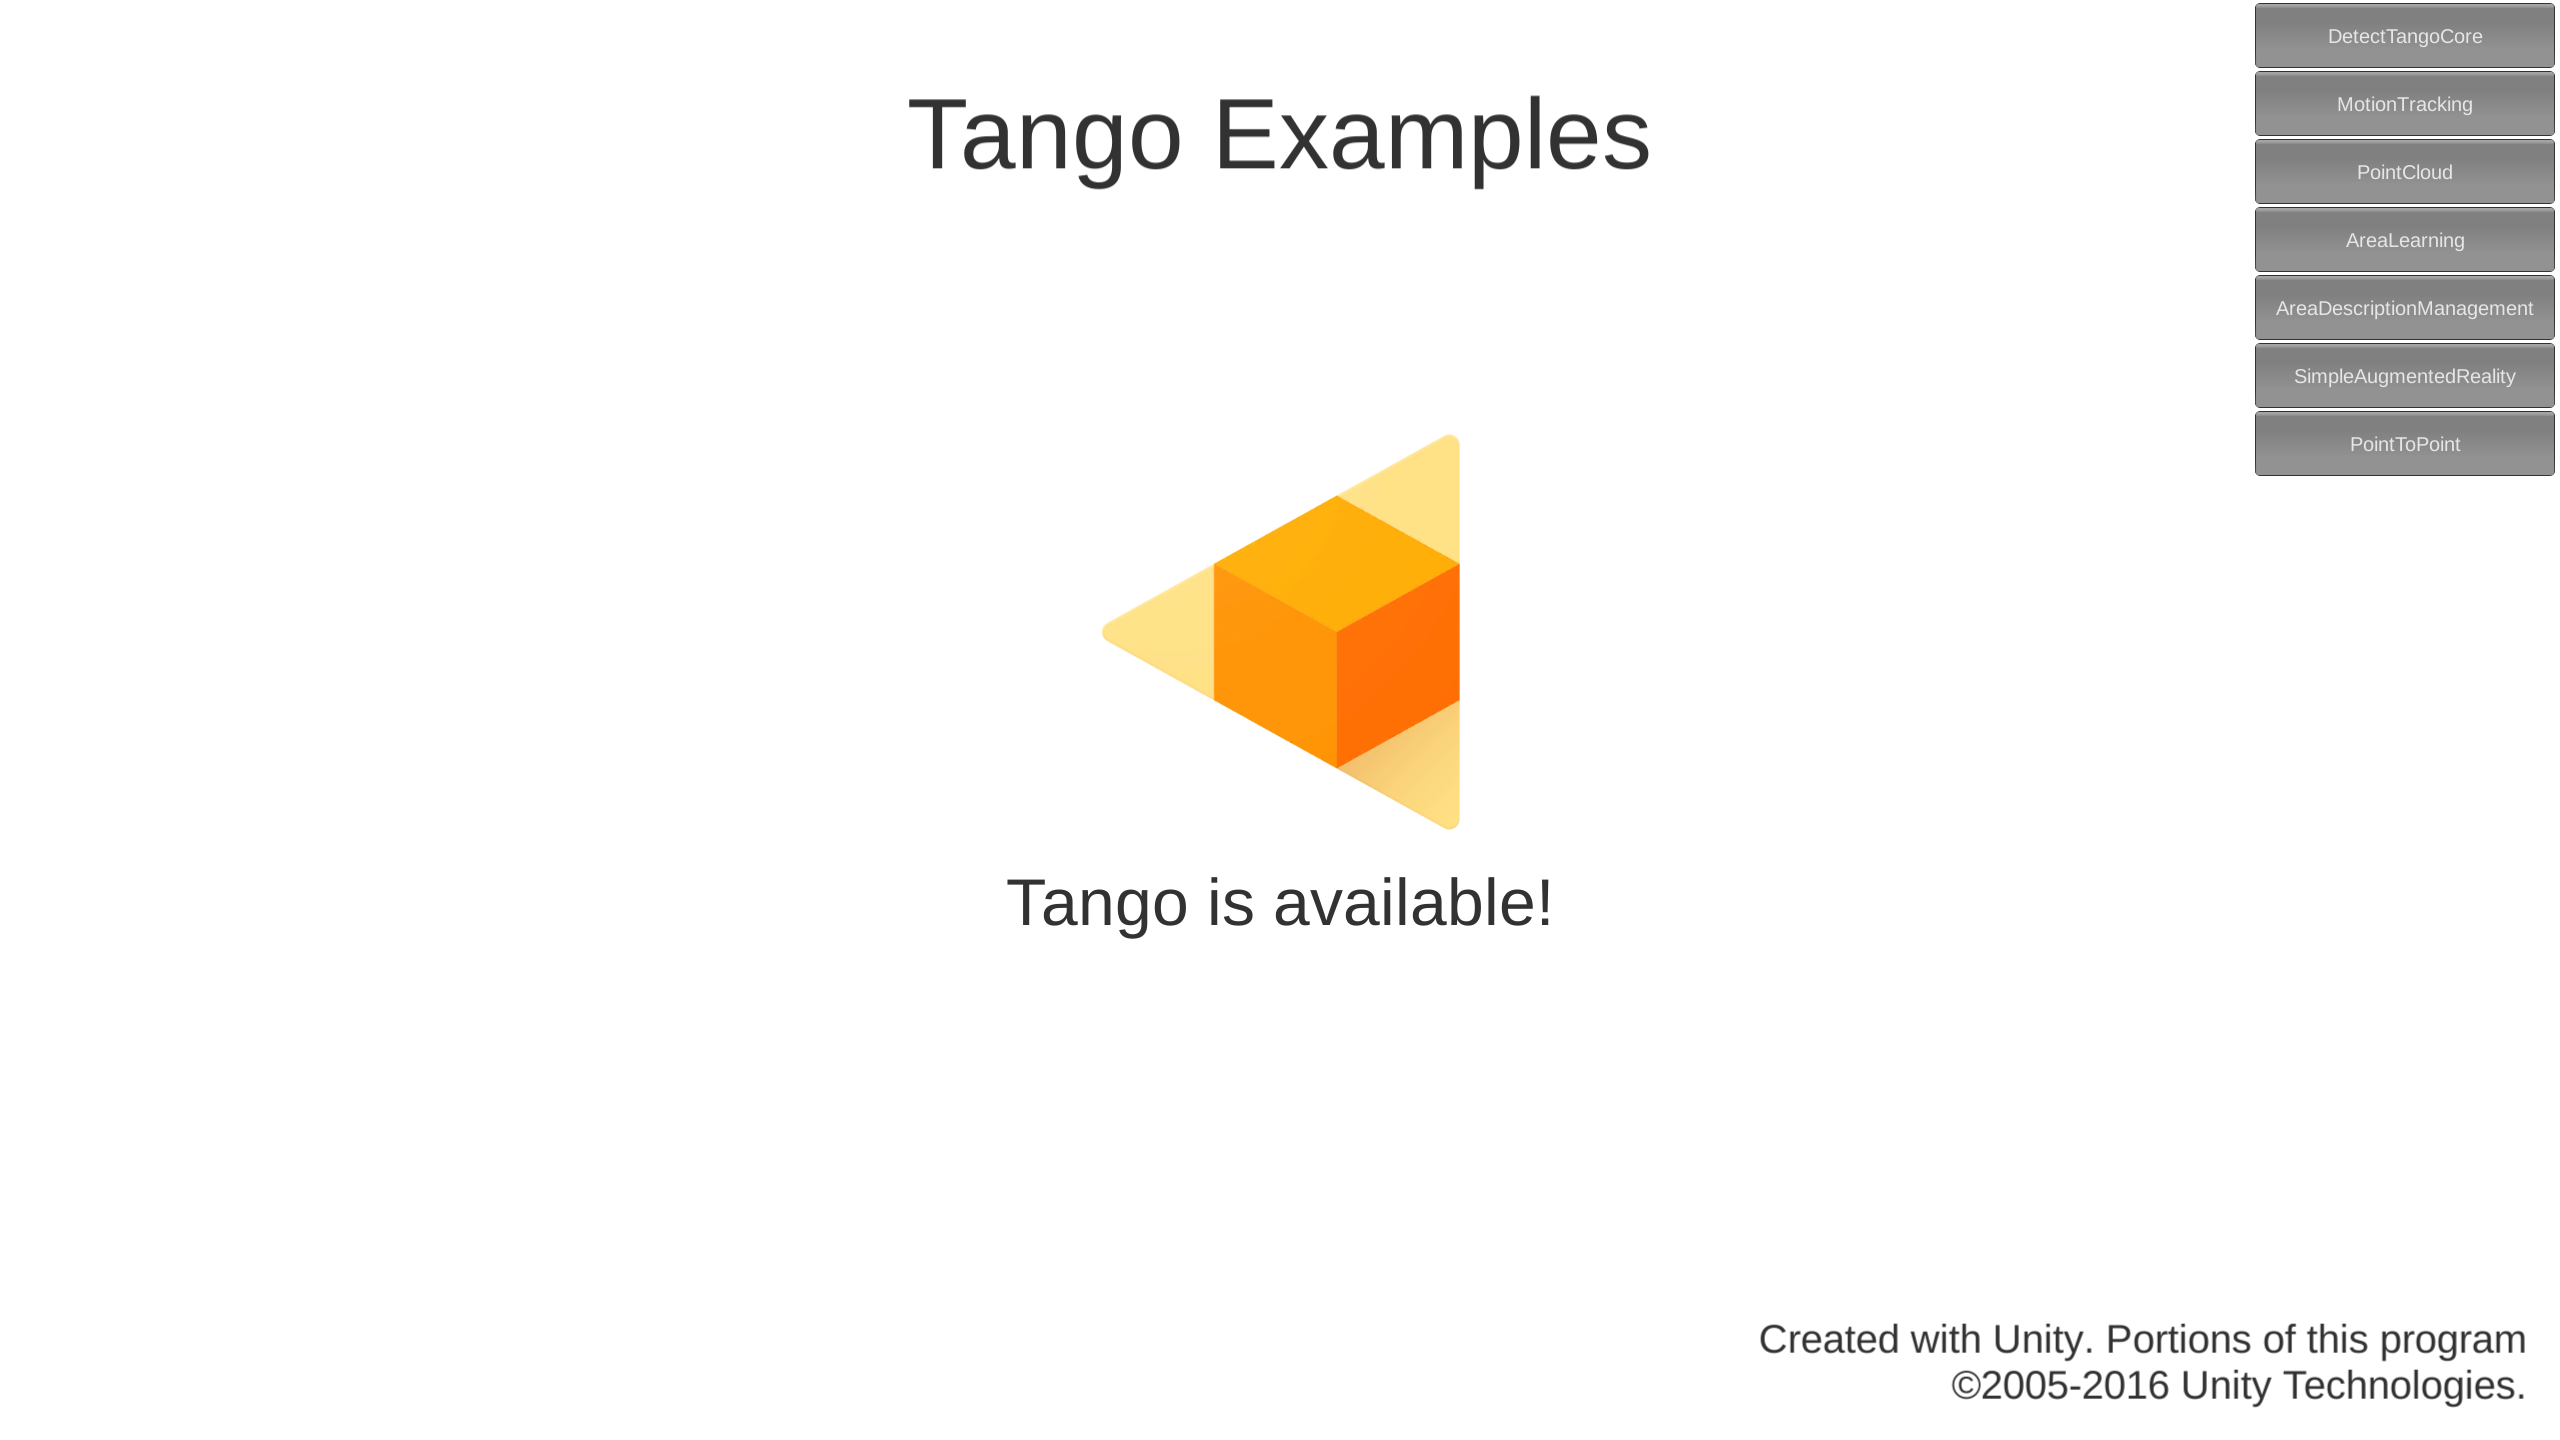 Tango Examples
DetectTangoCore
MotionTracking
PointCloud
AreaLearning
AreaDescriptionManagement
SimpleAugmentedReality
PointToPoint
Tango is available!
Created with Unity. Portions of this program
©2005-2016 Unity Technologies.